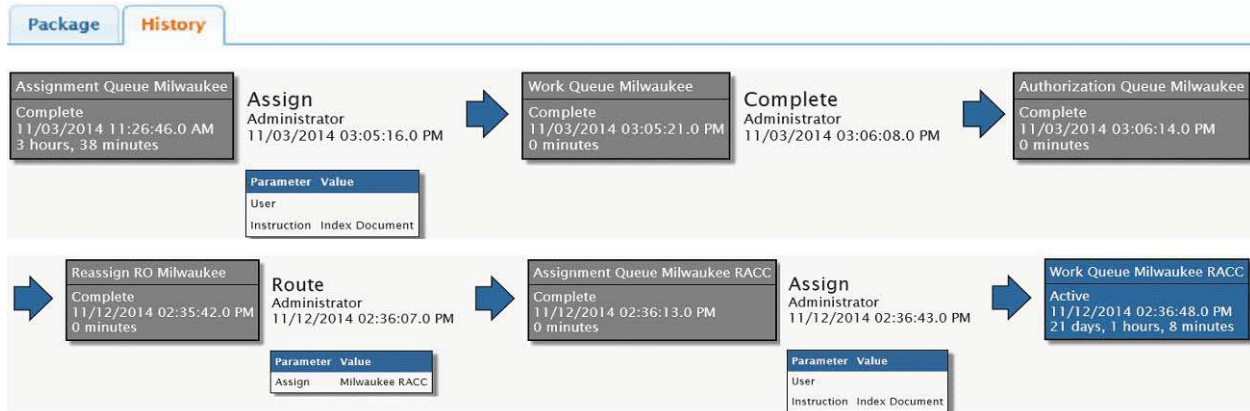 Package
History
Assignment Queue Milwaukee
Complete
11/03/2014 11:26:46.0 AM
3 hours, 38 minutes
Assign
Administrator
11/03/2014 03:05:16.0 PM
Parameter Value
User
Instruction Index Document
Work Queue Milwaukee
Complete
11/03/2014 03:05:21.0 PM
0 minutes
Complete
Administrator
11/03/2014 03:06:08.0 PM
Authorization Queue Milwaukee
Complete
11/03/2014 03:06:14.0 PM
0 minutes
Reassign RO Milwaukee
Complete
11/12/2014 02:35:42.0 PM
0 minutes
Route
Administrator
11/12/2014 02:36:07.0 PM
Parameter Value
Assign Milwaukee RACC
Assignment Queue Milwaukee RACC
Complete
11/12/2014 02:36:13.0 PM
0 minutes
Assign
Administrator
11/12/2014 02:36:43.0 PM
Parameter Value
User
Instruction Index Document
Work Queue Milwaukee RACC
Active
11/12/2014 02:36:48.0 PM
21 days, 1 hours, 8 minutes